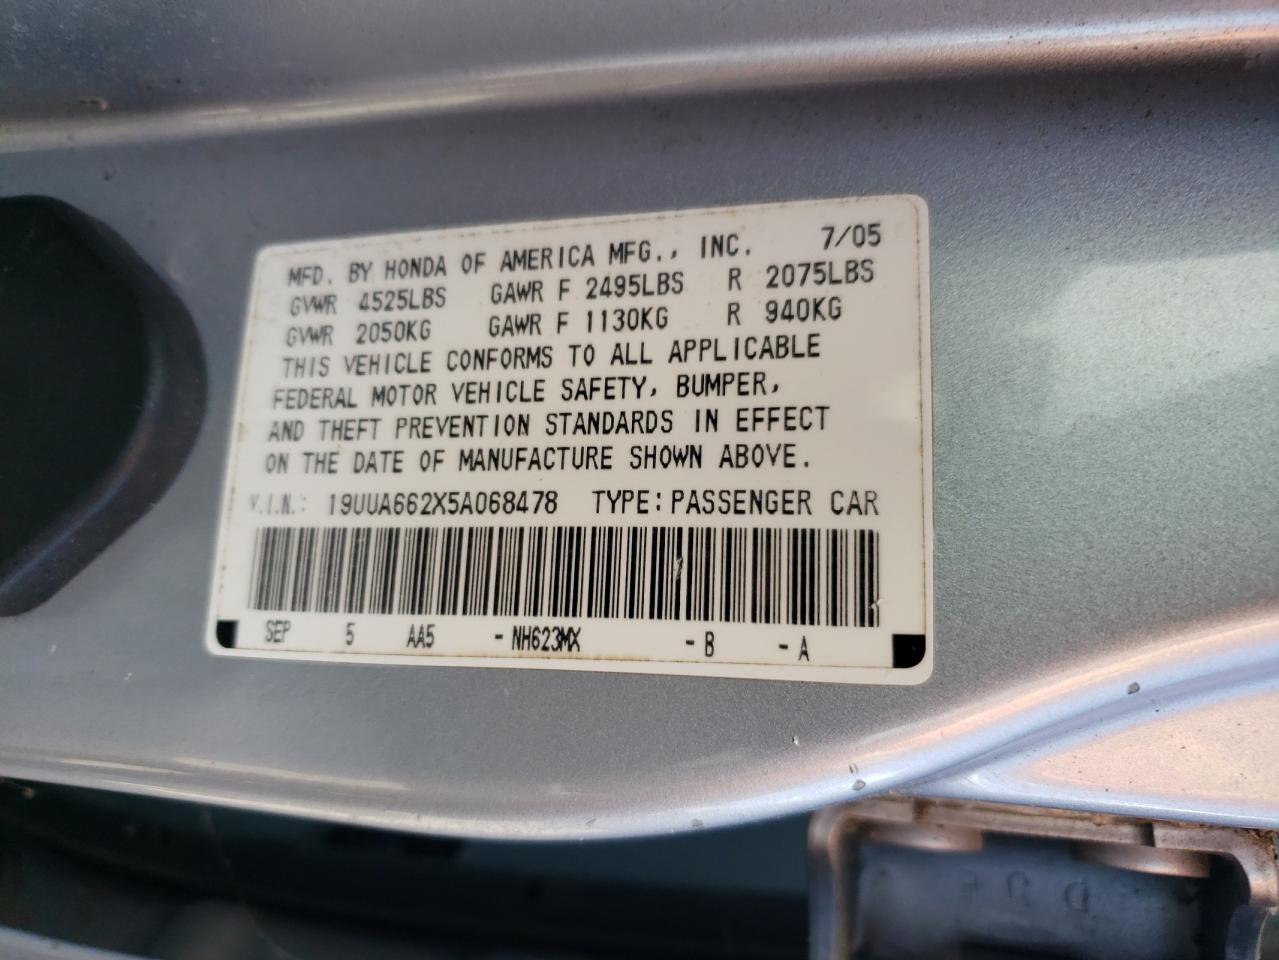 MFD. BY HONDA OF AMERICA MFG., INC. 7/05
GVWR 4525LBS GAWR F 2495LBS R 2075LBS
GVWR 2050KG GAWR F 1130KG R 940KG
THIS VEHICLE CONFORMS TO ALL APPLICABLE
FEDERAL MOTOR VEHICLE SAFETY, BUMPER,
AND THEFT PREVENTION STANDARDS IN EFFECT
ON THE DATE OF MANUFACTURE SHOWN ABOVE.
V.I.N.: 19UUA662X5A068478 TYPE: PASSENGER CAR
SEP 5 AA5 -NH623MX -B -A